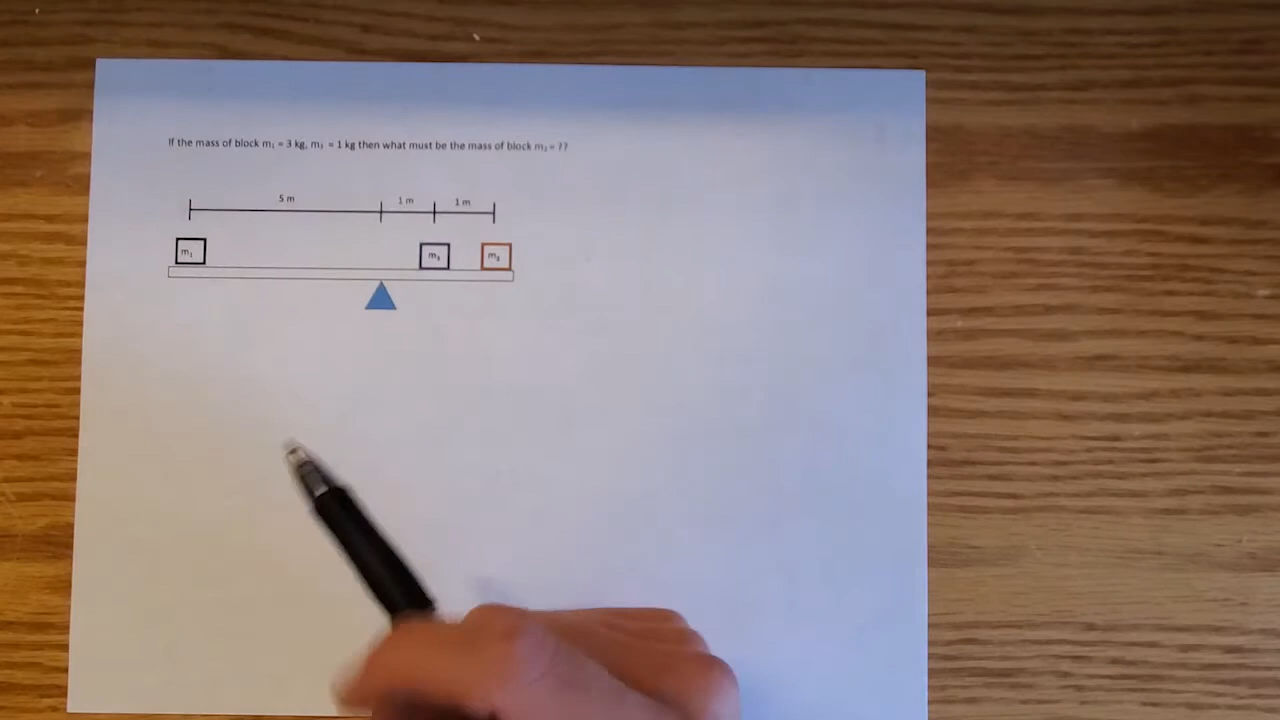 If the mass of block m₁ = 3 kg, m₃ = 1 kg then what must be the mass of block m₂ = ??
5 m 1 m 1 m
m₁ m₃ m₂